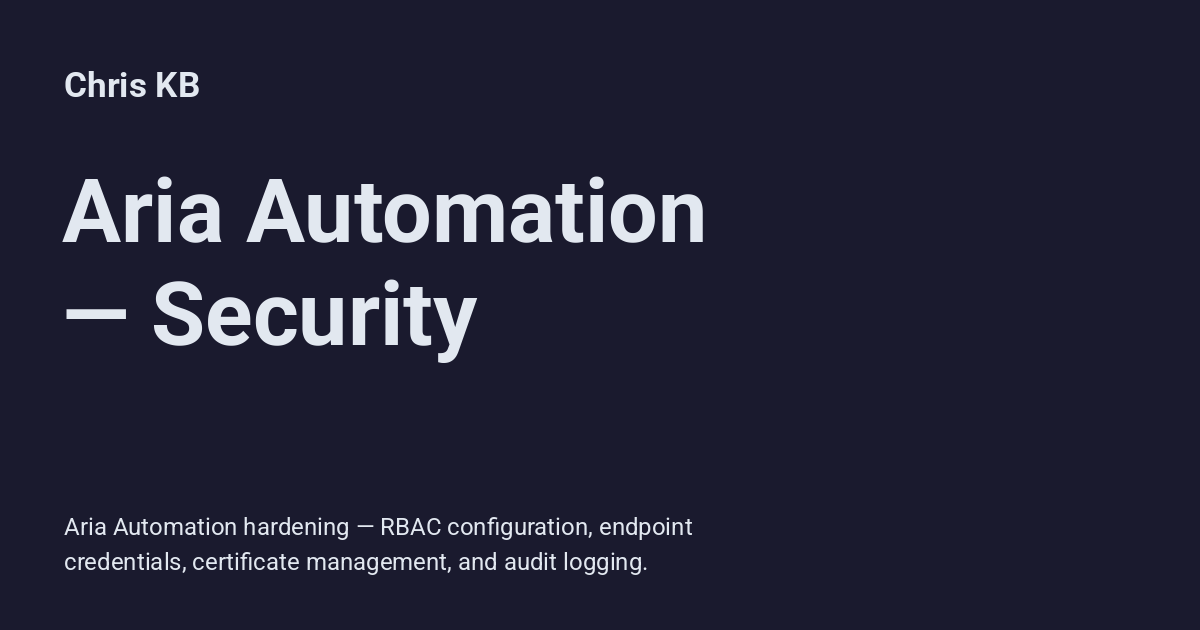 Chris KB
Aria Automation
— Security
Aria Automation hardening — RBAC configuration, endpoint
credentials, certificate management, and audit logging.